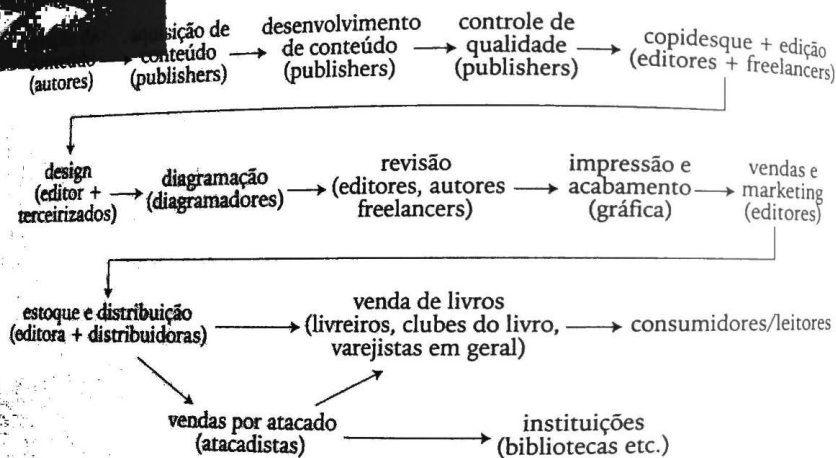 aquisição de
conteúdo
(publishers)
desenvolvimento
de conteúdo
(publishers)
controle de
qualidade
(publishers)
copidesque + edição
(editores + freelancers)
conteúdo
(autores)
design
(editor +
terceirizados)
diagramação
(diagramadores)
revisão
(editores, autores
freelancers)
impressão e
acabamento
(gráfica)
vendas e
marketing
(editores)
estoque e distribuição
(editora + distribuidoras)
venda de livros
(livreiros, clubes do livro,
varejistas em geral)
consumidores/leitores
vendas por atacado
(atacadistas)
instituições
(bibliotecas etc.)